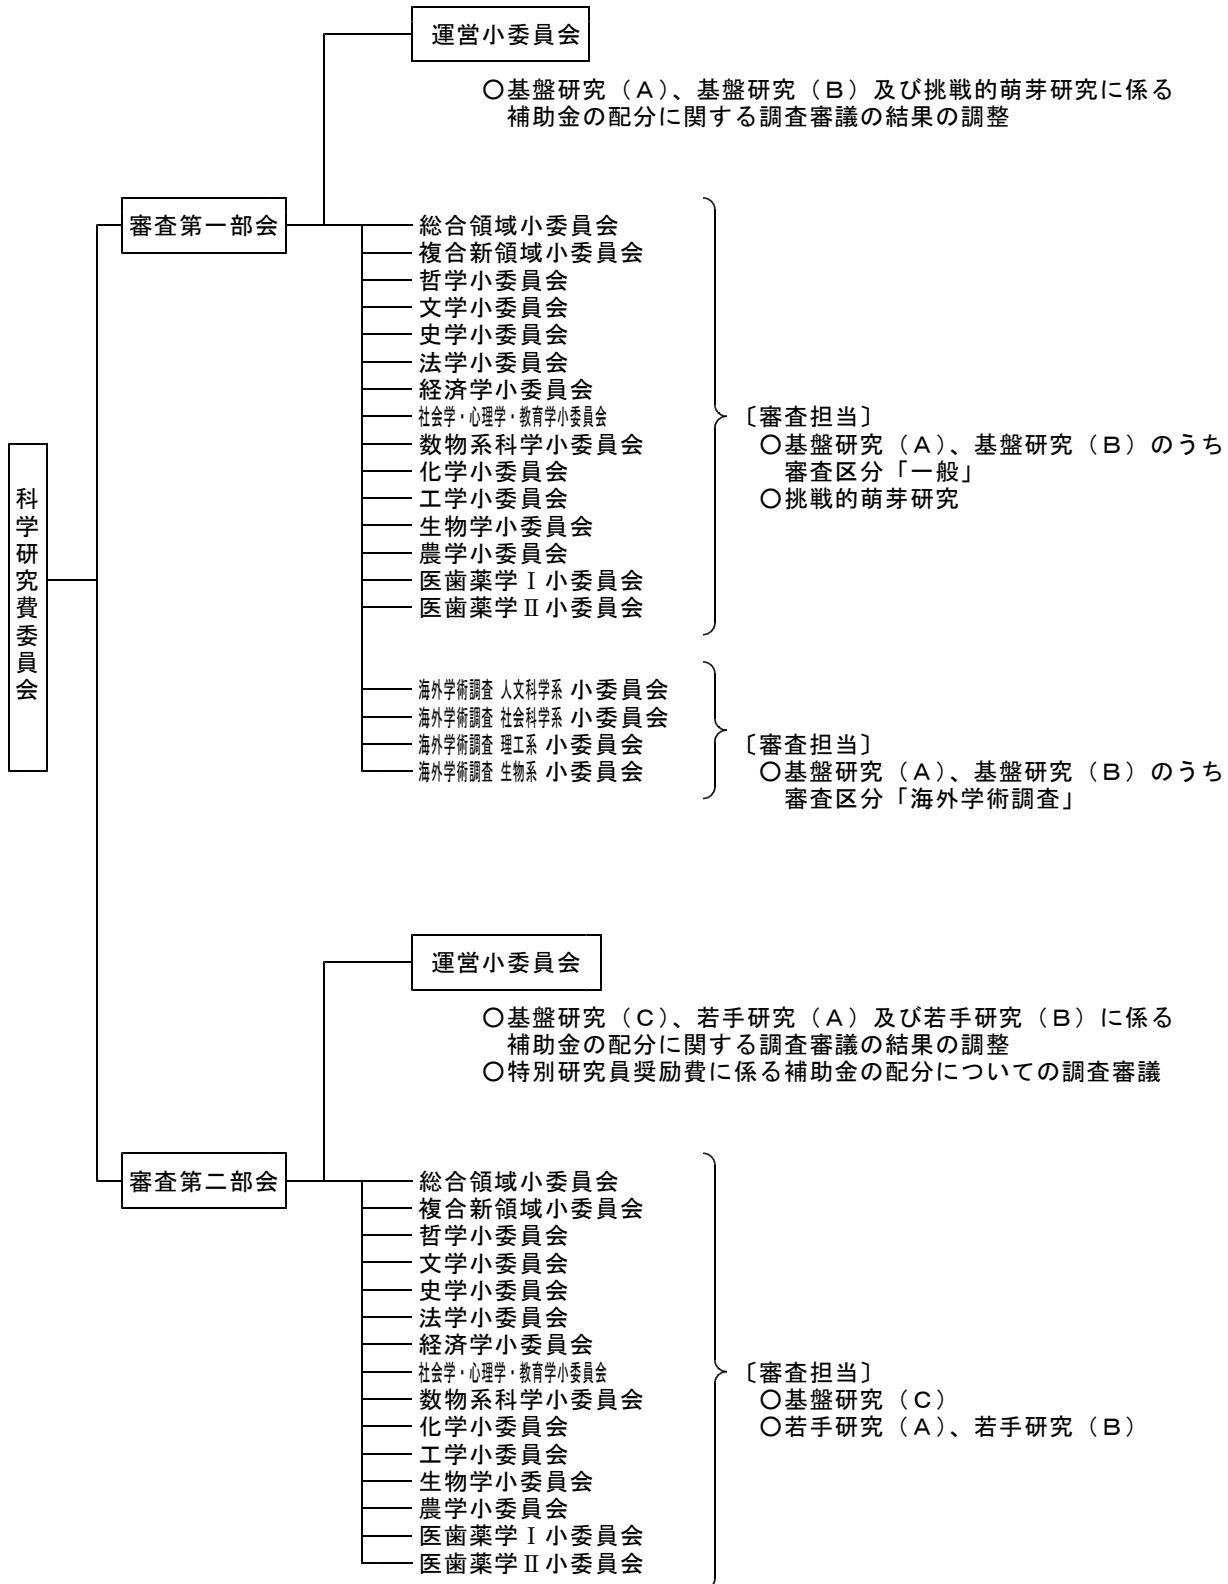 運営小委員会
〇基盤研究（Ａ）、基盤研究（Ｂ）及び挑戦的萌芽研究に係る
補助金の配分に関する調査審議の結果の調整
審査第一部会
総合領域小委員会
複合新領域小委員会
哲学小委員会
文学小委員会
史学小委員会
法学小委員会
経済学小委員会
社会学・心理学・教育学小委員会
数物系科学小委員会
化学小委員会
工学小委員会
生物学小委員会
農学小委員会
医歯薬学Ⅰ小委員会
医歯薬学Ⅱ小委員会
〔審査担当〕
〇基盤研究（Ａ）、基盤研究（Ｂ）のうち
審査区分「一般」
〇挑戦的萌芽研究
科学研究費委員会
海外学術調査 人文科学系 小委員会
海外学術調査 社会科学系 小委員会
海外学術調査 理工系 小委員会
海外学術調査 生物系 小委員会
〔審査担当〕
〇基盤研究（Ａ）、基盤研究（Ｂ）のうち
審査区分「海外学術調査」
運営小委員会
〇基盤研究（Ｃ）、若手研究（Ａ）及び若手研究（Ｂ）に係る
補助金の配分に関する調査審議の結果の調整
〇特別研究員奨励費に係る補助金の配分についての調査審議
審査第二部会
総合領域小委員会
複合新領域小委員会
哲学小委員会
文学小委員会
史学小委員会
法学小委員会
経済学小委員会
社会学・心理学・教育学小委員会
数物系科学小委員会
化学小委員会
工学小委員会
生物学小委員会
農学小委員会
医歯薬学Ⅰ小委員会
医歯薬学Ⅱ小委員会
〔審査担当〕
〇基盤研究（Ｃ）
〇若手研究（Ａ）、若手研究（Ｂ）